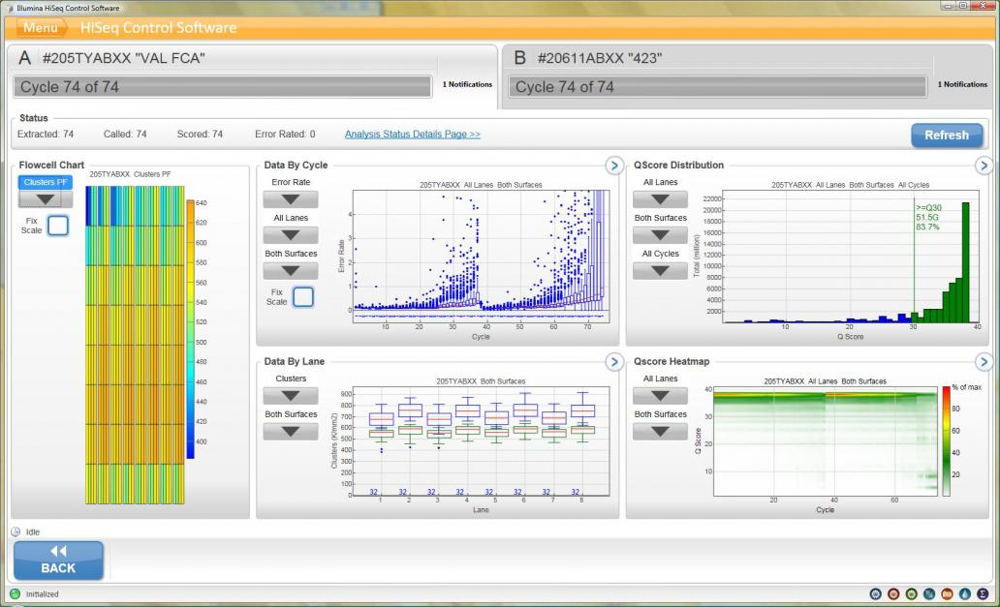 Illumina HiSeq Control Software
Menu HiSeq Control Software
A #205TYABXX "VAL FCA"
Cycle 74 of 74
1 Notifications
B #20611ABXX "423"
Cycle 74 of 74
1 Notifications
Status
Extracted: 74 Called: 74 Scored: 74 Error Rated: 0 Analysis Status Details Page >>
Refresh
Flowcell Chart
Clusters PF
205TYABXX Clusters PF
Fix
Scale
640
620
600
580
560
540
520
500
480
460
440
420
400
Data By Cycle
Error Rate
All Lanes
Both Surfaces
Fix
Scale
205TYABXX All Lanes Both Surfaces
Error Rate
4
3
2
1
0
10 20 30 40 50 60 70
Cycle
QScore Distribution
All Lanes
Both Surfaces
All Cycles
205TYABXX All Lanes Both Surfaces All Cycles
Total (million)
22000
20000
18000
16000
14000
12000
10000
8000
6000
4000
2000
>=Q30
51.5G
83.7%
10 20 30 40
Q Score
Data By Lane
Clusters
Both Surfaces
205TYABXX Both Surfaces
Clusters (K/mm2)
900
800
700
600
500
400
300
200
100
0
32 32 32 32 32 32 32 32
1 2 3 4 5 6 7 8
Lane
Qscore Heatmap
All Lanes
Both Surfaces
205TYABXX All Lanes Both Surfaces
Q Score
40
30
20
10
20 40 60
Cycle
% of max
80
60
40
20
Idle
BACK
Initialized